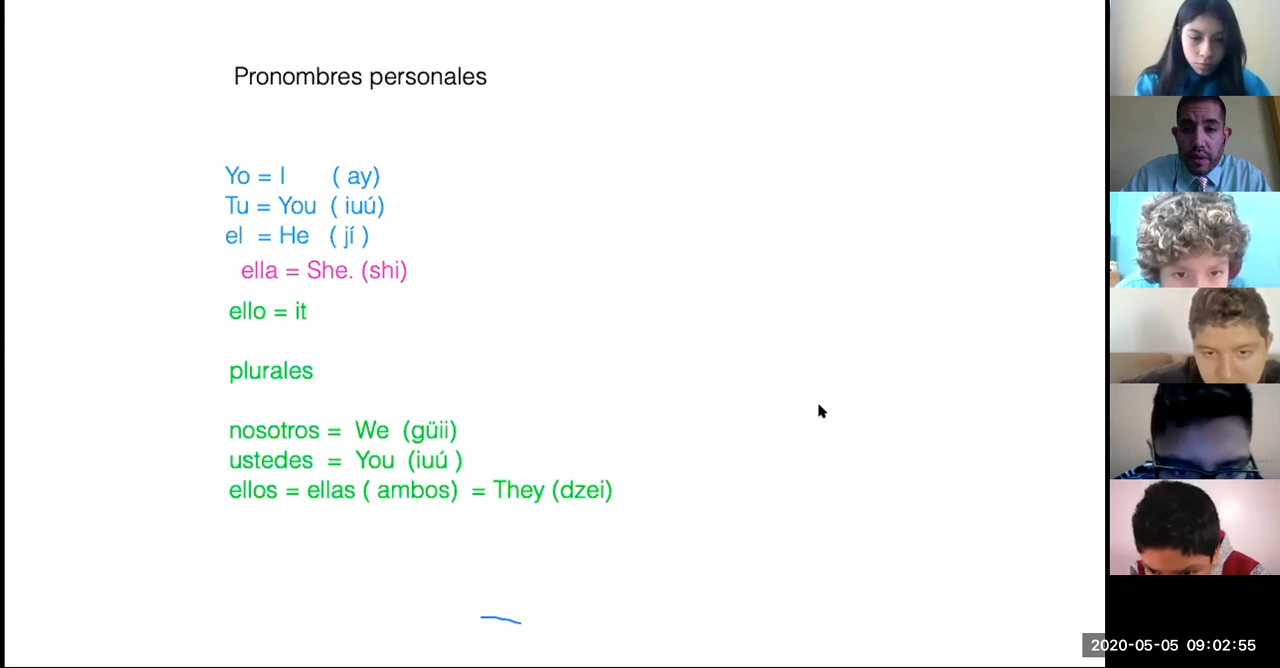 Pronombres personales
Yo = I ( ay)
Tu = You ( iuú)
el = He ( jí )
ella = She. (shi)
ello = it
plurales
nosotros = We (güii)
ustedes = You (iuú )
ellos = ellas ( ambos) = They (dzei)
2020-05-05 09:02:55